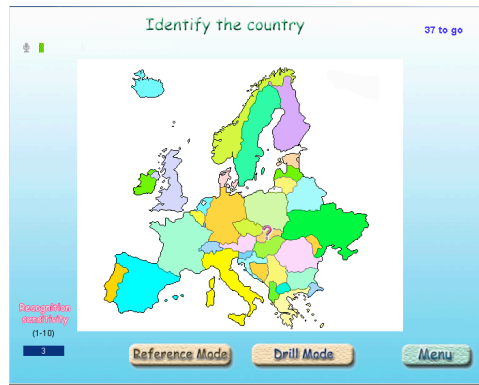 Identify the country
37 to go
?
Recognition
sensitivity
(1-10)
3
Reference Mode
Drill Mode
Menu